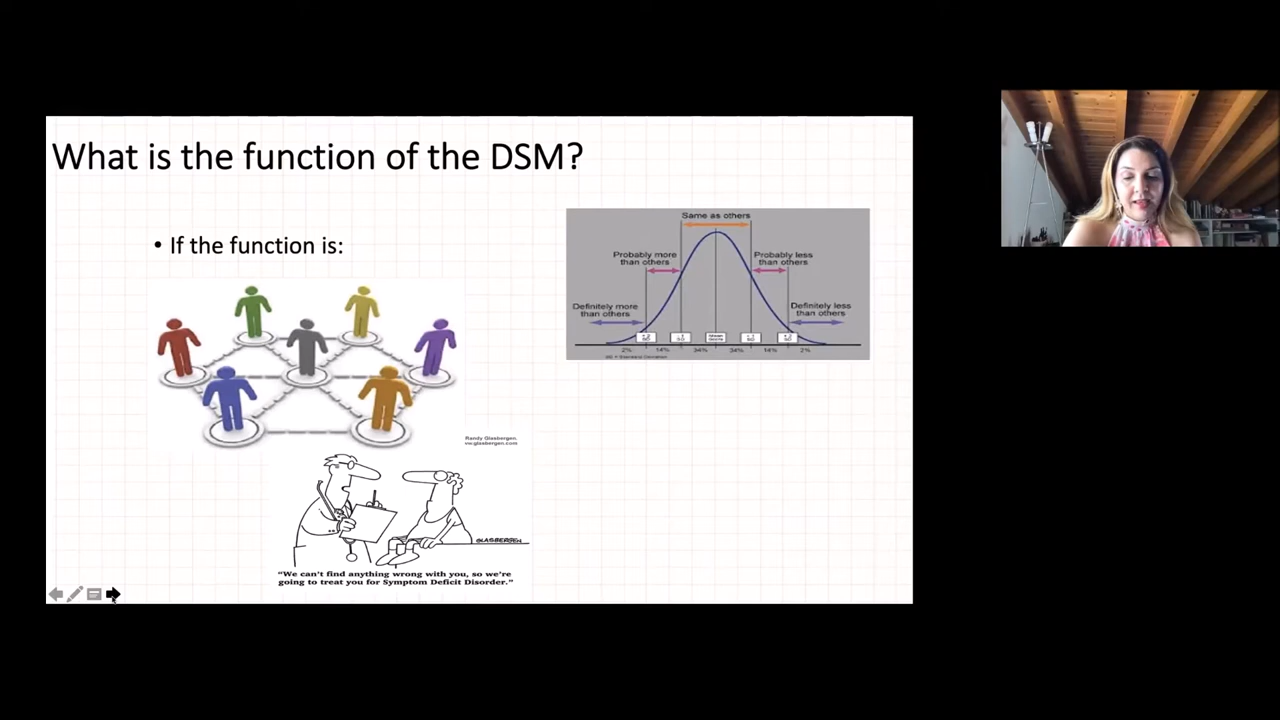 What is the function of the DSM?
• If the function is:
Same as others
Probably more
than others
Probably less
than others
Definitely more
than others
Definitely less
than others
2% 14% 34% 34% 14% 2%
Randy Glasbergen.
GLASBERGEN
"We can't find anything wrong with you, so we're
going to treat you for Symptom Deficit Disorder."